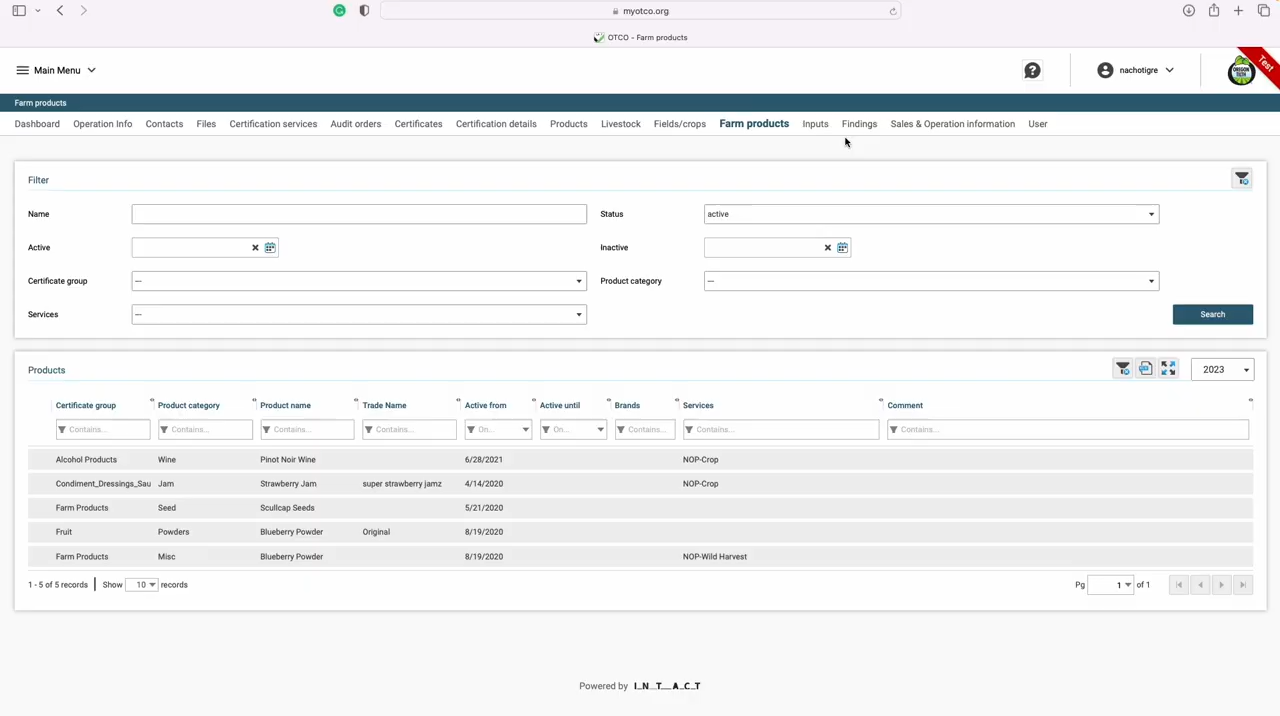 myotco.org
OTCO - Farm products
Main Menu
nachotigre
Test
OREGON TILTH
Farm products
Dashboard Operation Info Contacts Files Certification services Audit orders Certificates Certification details Products Livestock Fields/crops Farm products Inputs Findings Sales & Operation information User
Filter
Name Status active
Active Inactive
Certificate group --- Product category ---
Services ---
Search
Products
2023
Certificate group Product category Product name Trade Name Active from Active until Brands Services Comment
Contains... Contains... Contains... Contains... On... On... Contains... Contains... Contains...
Alcohol Products Wine Pinot Noir Wine 6/28/2021 NOP-Crop
Condiment_Dressings_Sau Jam Strawberry Jam super strawberry jamz 4/14/2020 NOP-Crop
Farm Products Seed Scullcap Seeds 5/21/2020
Fruit Powders Blueberry Powder Original 8/19/2020
Farm Products Misc Blueberry Powder 8/19/2020 NOP-Wild Harvest
1 - 5 of 5 records Show 10 records Pg 1 of 1
Powered by I_N_T__A_C_T